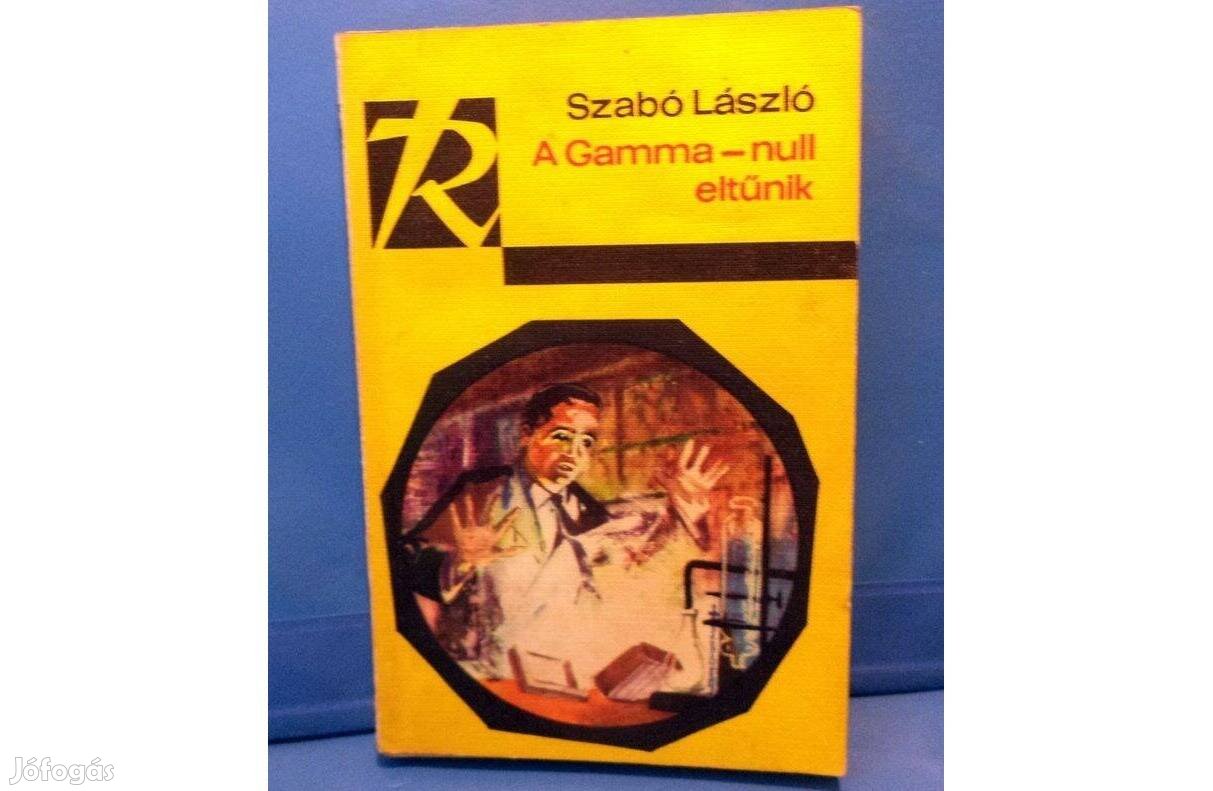 R
Szabó László
A Gamma – null
eltűnik
Jófogás